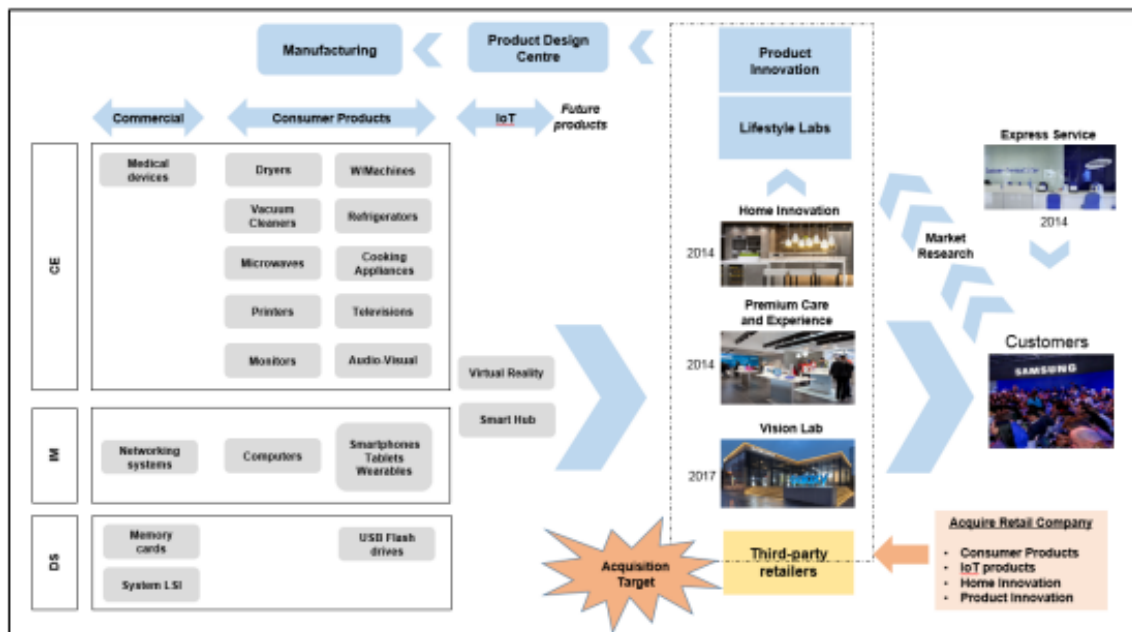 Manufacturing
Product Design
Centre
Product
Innovation
Commercial
Consumer Products
IoT
Future
products
Lifestyle Labs
Express Service
2014
CE
Medical
devices
Dryers
W/Machines
Vacuum
Cleaners
Refrigerators
Microwaves
Cooking
Appliances
Printers
Televisions
Monitors
Audio-Visual
Virtual Reality
Smart Hub
IM
Networking
systems
Computers
Smartphones
Tablets
Wearables
DS
Memory
cards
USB Flash
drives
System LSI
Home Innovation
2014
Premium Care
and Experience
2014
Vision Lab
2017
Market
Research
Customers
SAMSUNG
Acquisition
Target
Third-party
retailers
Acquire Retail Company
• Consumer Products
• IoT products
• Home Innovation
• Product Innovation